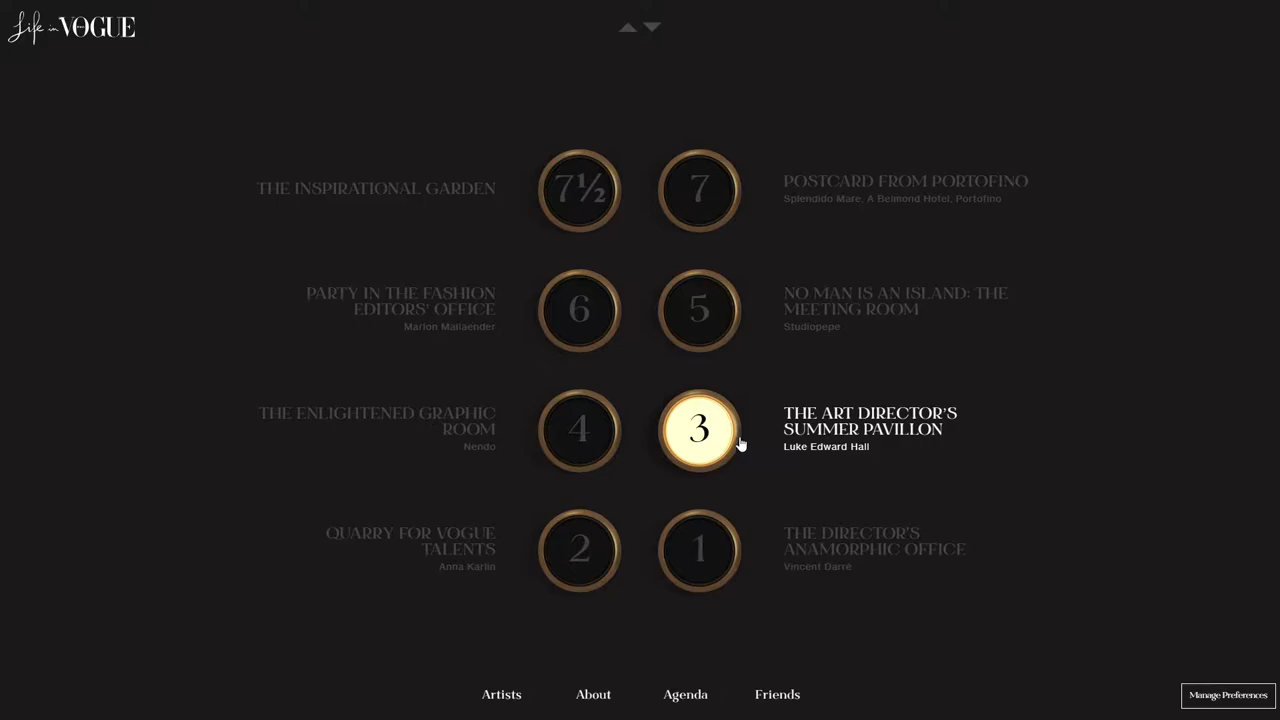 Life in VOGUE
THE INSPIRATIONAL GARDEN
7½
7
POSTCARD FROM PORTOFINO
Splendido Mare, A Belmond Hotel, Portofino
PARTY IN THE FASHION
EDITORS' OFFICE
Marion Mailaender
6
5
NO MAN IS AN ISLAND: THE
MEETING ROOM
Studiopepe
THE ENLIGHTENED GRAPHIC
ROOM
Nendo
4
3
THE ART DIRECTOR'S
SUMMER PAVILLON
Luke Edward Hall
QUARRY FOR VOGUE
TALENTS
Anna Karlin
2
1
THE DIRECTOR'S
ANAMORPHIC OFFICE
Vincent Darré
Artists
About
Agenda
Friends
Manage Preferences